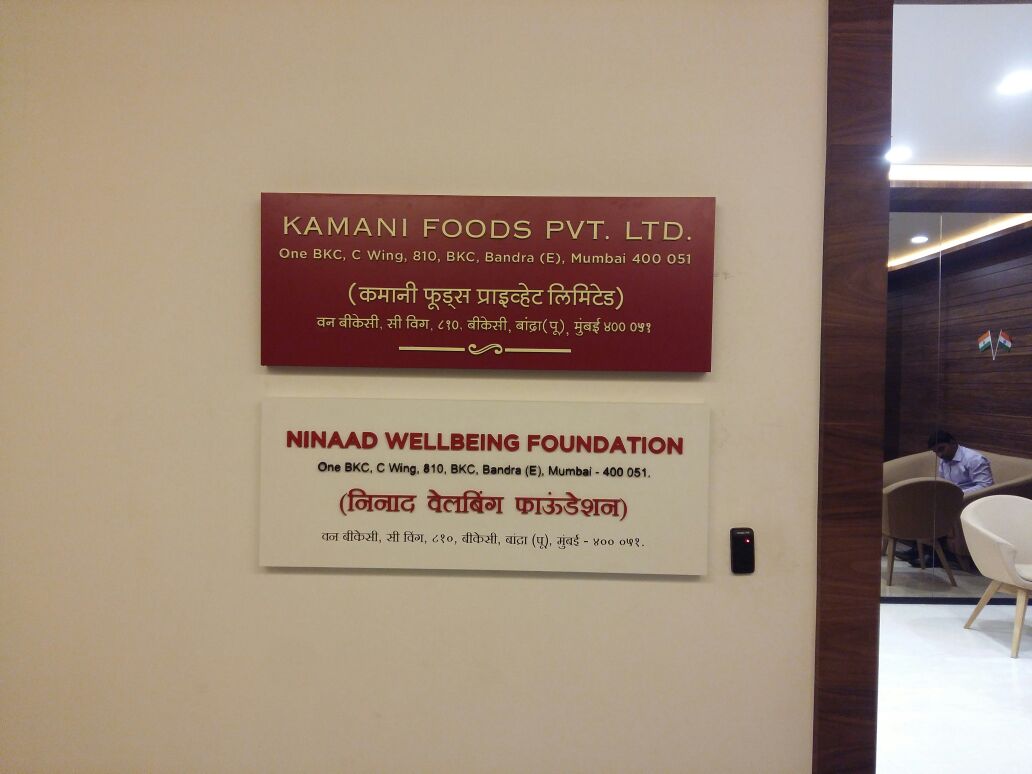 KAMANI FOODS PVT. LTD.
One BKC, C Wing, 810, BKC, Bandra (E), Mumbai 400 051
(कमानी फूड्स प्राइव्हेट लिमिटेड)
वन बीकेसी, सी विंग, ८१०, बीकेसी, बांद्रा(पू), मुंबई ४०० ०५१
NINAAD WELLBEING FOUNDATION
One BKC, C Wing, 810, BKC, Bandra (E), Mumbai - 400 051.
(निनाद वेलबिंग फाऊंडेशन)
वन बीकेसी, सी विंग, ८१०, बीकेसी, बांद्रा (पू), मुंबई - ४०० ०५१.